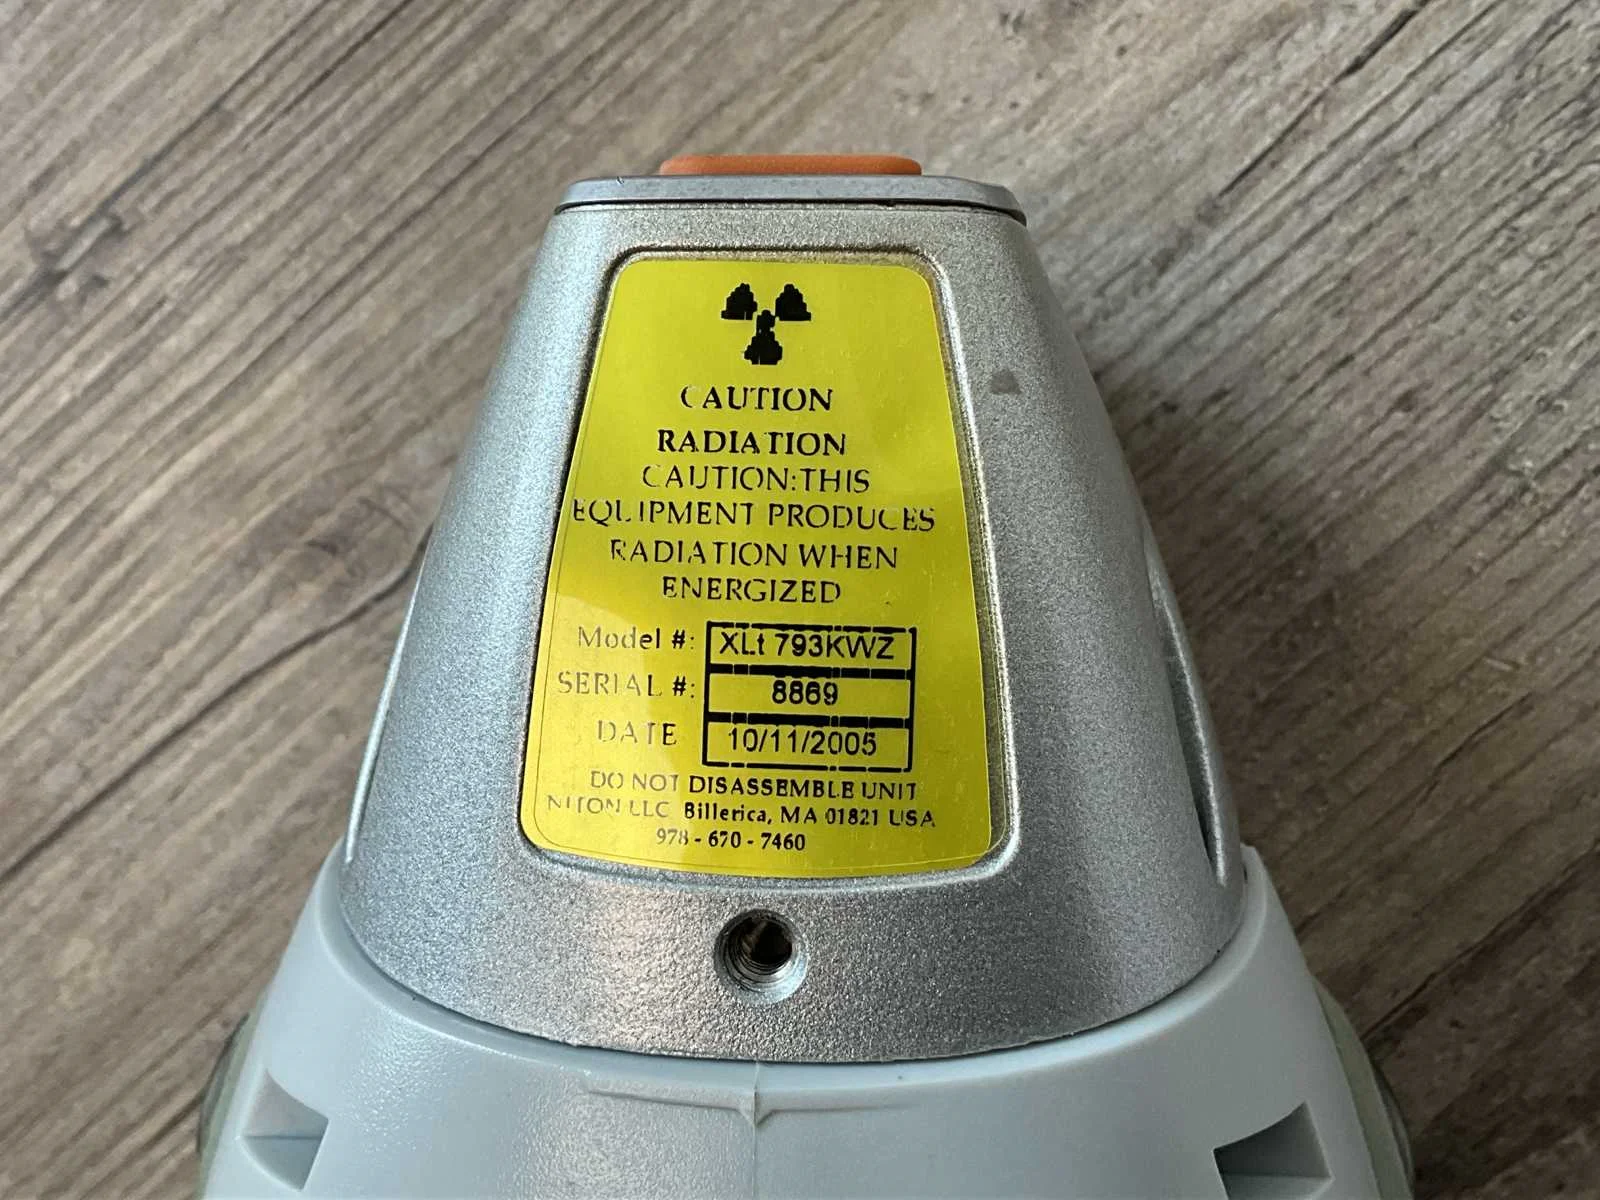 CAUTION
RADIATION
CAUTION:THIS
EQUIPMENT PRODUCES
RADIATION WHEN
ENERGIZED
Model #: XLt 793KWZ
SERIAL #: 8869
DATE 10/11/2005
DO NOT DISASSEMBLE UNIT
NITON LLC Billerica, MA 01821 USA
978 - 670 - 7460